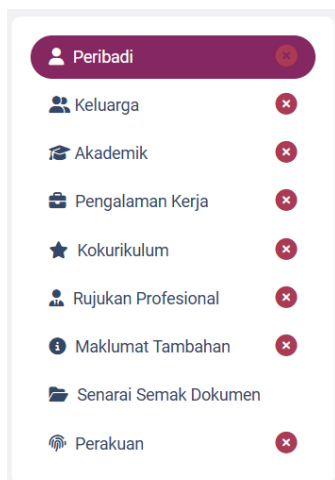 Peribadi
Keluarga
Akademik
Pengalaman Kerja
Kokurikulum
Rujukan Profesional
Maklumat Tambahan
Senarai Semak Dokumen
Perakuan